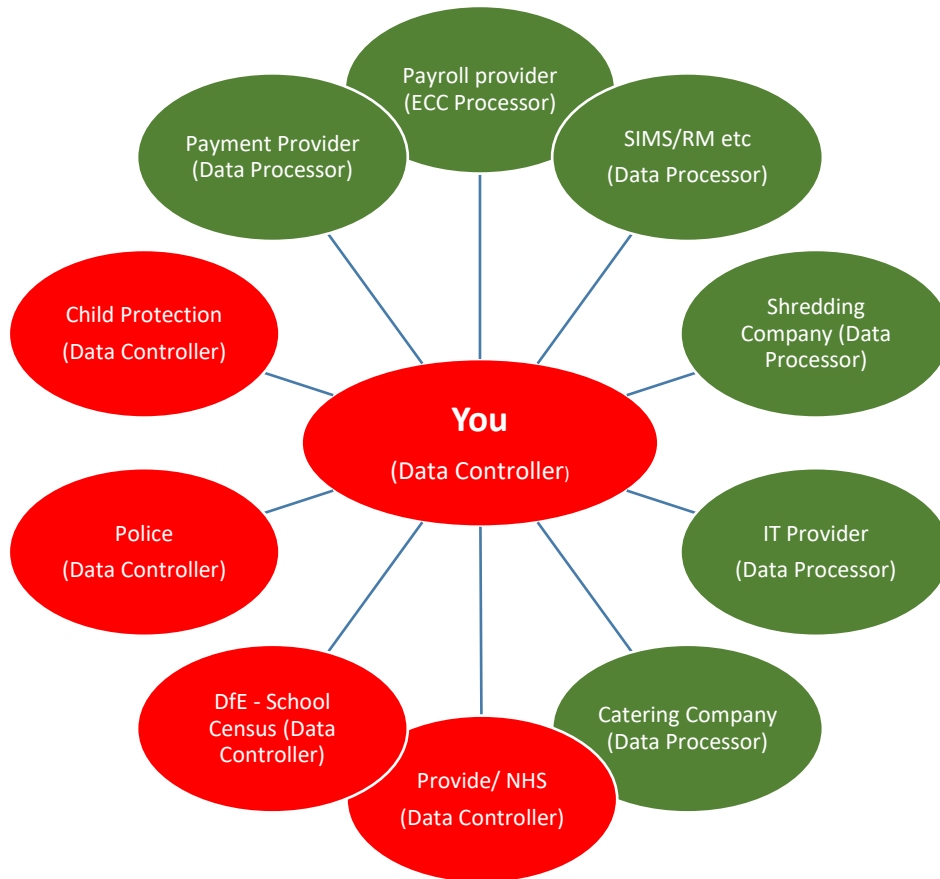 Payroll provider
(ECC Processor)
Payment Provider
(Data Processor)
SIMS/RM etc
(Data Processor)
Child Protection
(Data Controller)
Shredding
Company (Data
Processor)
You
(Data Controller)
Police
(Data Controller)
IT Provider
(Data Processor)
DfE - School
Census (Data
Controller)
Catering Company
(Data Processor)
Provide/ NHS
(Data Controller)